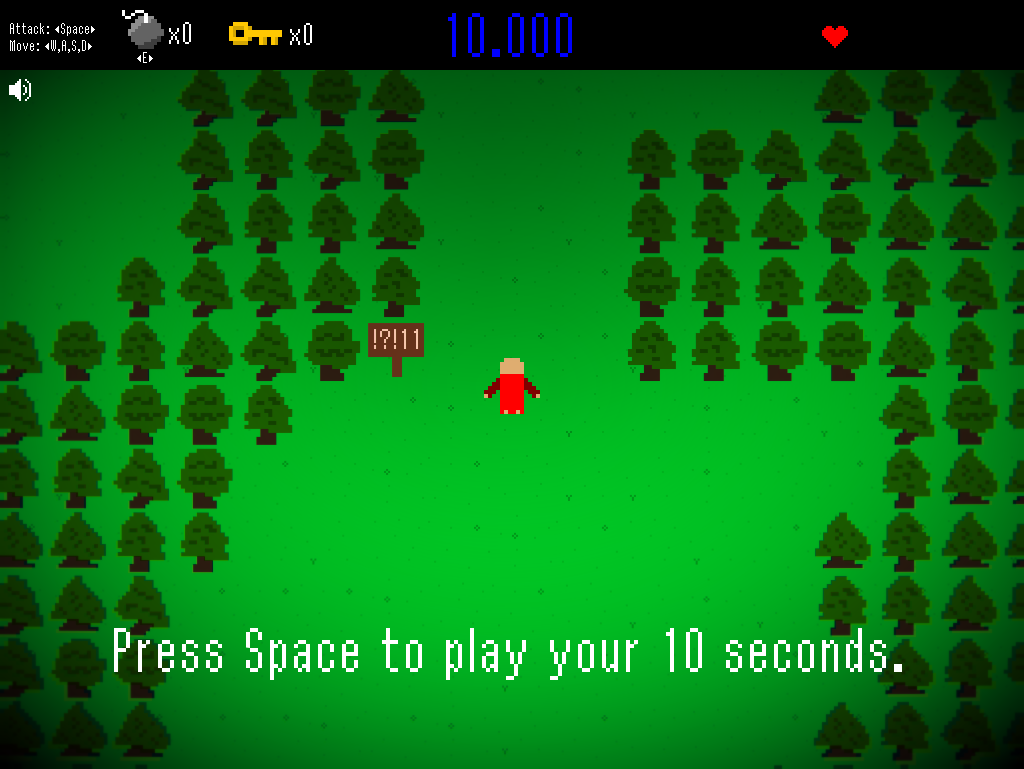 Attack: <Space>
Move: <W,A,S,D>
x0
<E>
x0
10.000
!?!11
Press Space to play your 10 seconds.